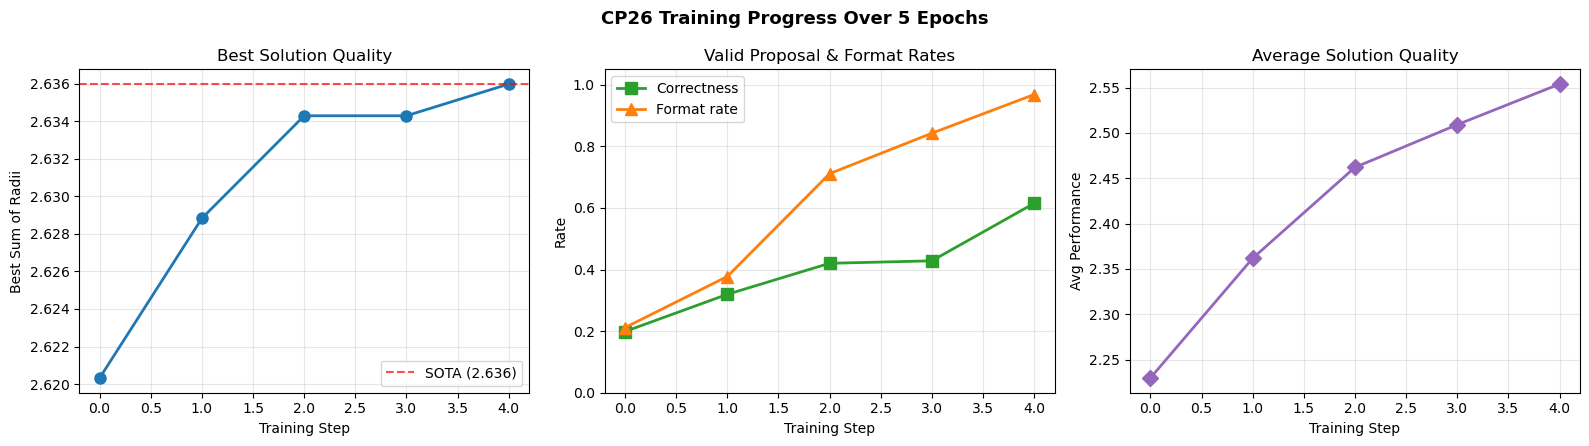 CP26 Training Progress Over 5 Epochs
Best Solution Quality
Best Sum of Radii
2.636
2.634
2.632
2.630
2.628
2.626
2.624
2.622
2.620
SOTA (2.636)
0.0 0.5 1.0 1.5 2.0 2.5 3.0 3.5 4.0
Training Step
Valid Proposal & Format Rates
Rate
1.0
0.8
0.6
0.4
0.2
0.0
Correctness
Format rate
0.0 0.5 1.0 1.5 2.0 2.5 3.0 3.5 4.0
Training Step
Average Solution Quality
Avg Performance
2.55
2.50
2.45
2.40
2.35
2.30
2.25
0.0 0.5 1.0 1.5 2.0 2.5 3.0 3.5 4.0
Training Step